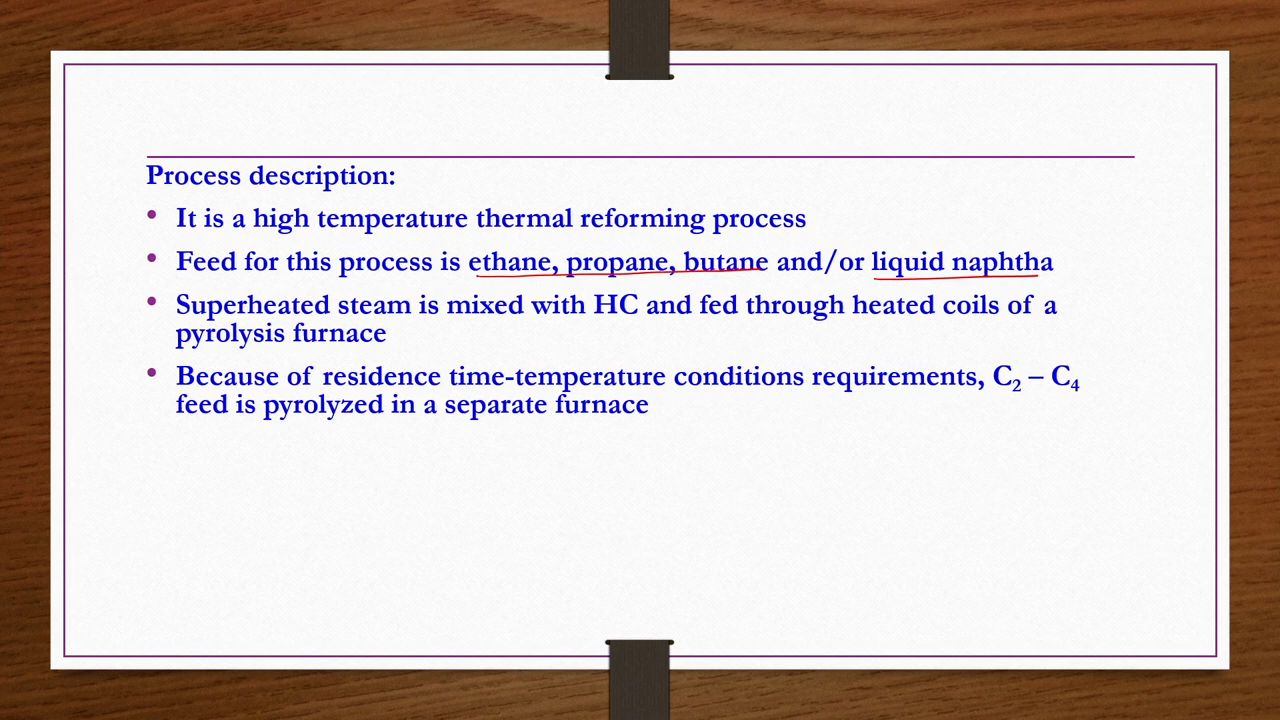 Process description:
• It is a high temperature thermal reforming process
• Feed for this process is ethane, propane, butane and/or liquid naphtha
• Superheated steam is mixed with HC and fed through heated coils of a
pyrolysis furnace
• Because of residence time-temperature conditions requirements, C₂ – C₄
feed is pyrolyzed in a separate furnace